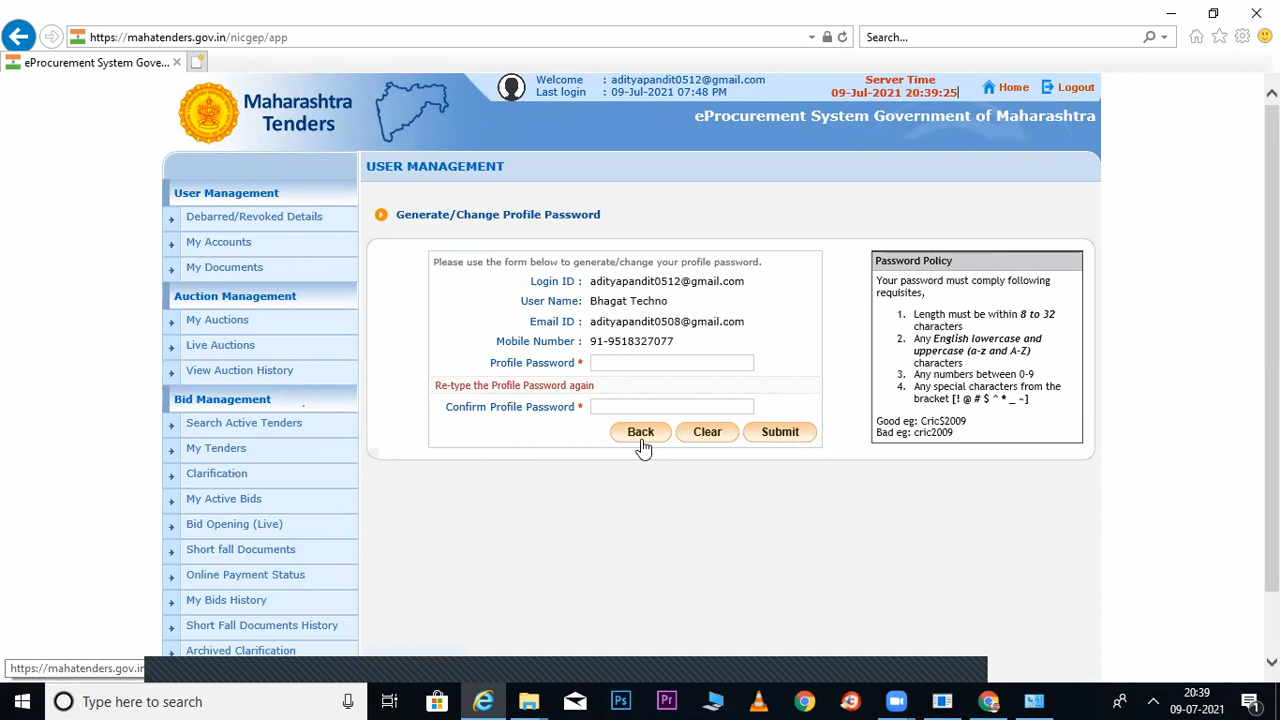 https://mahatenders.gov.in/nicgep/app
Search...
eProcurement System Gove...
Welcome : adityapandit0512@gmail.com
Last login : 09-Jul-2021 07:48 PM
Server Time
09-Jul-2021 20:39:25
Home
Logout
Maharashtra
Tenders
eProcurement System Government of Maharashtra
USER MANAGEMENT
User Management
Debarred/Revoked Details
My Accounts
My Documents
Auction Management
My Auctions
Live Auctions
View Auction History
Bid Management
Search Active Tenders
My Tenders
Clarification
My Active Bids
Bid Opening (Live)
Short fall Documents
Online Payment Status
My Bids History
Short Fall Documents History
Archived Clarification
Generate/Change Profile Password
Please use the form below to generate/change your profile password.
Login ID : adityapandit0512@gmail.com
User Name: Bhagat Techno
Email ID : adityapandit0508@gmail.com
Mobile Number : 91-9518327077
Profile Password *
Re-type the Profile Password again
Confirm Profile Password *
Back
Clear
Submit
Password Policy
Your password must comply following
requisites,
1. Length must be within 8 to 32
characters
2. Any English lowercase and
uppercase (a-z and A-Z)
characters
3. Any numbers between 0-9
4. Any special characters from the
bracket [! @ # $ ^ * _ ~]
Good eg: Cric$2009
Bad eg: cric2009
https://mahatenders.gov.in
Type here to search
Ps
Pr
20:39
09-07-2021
1